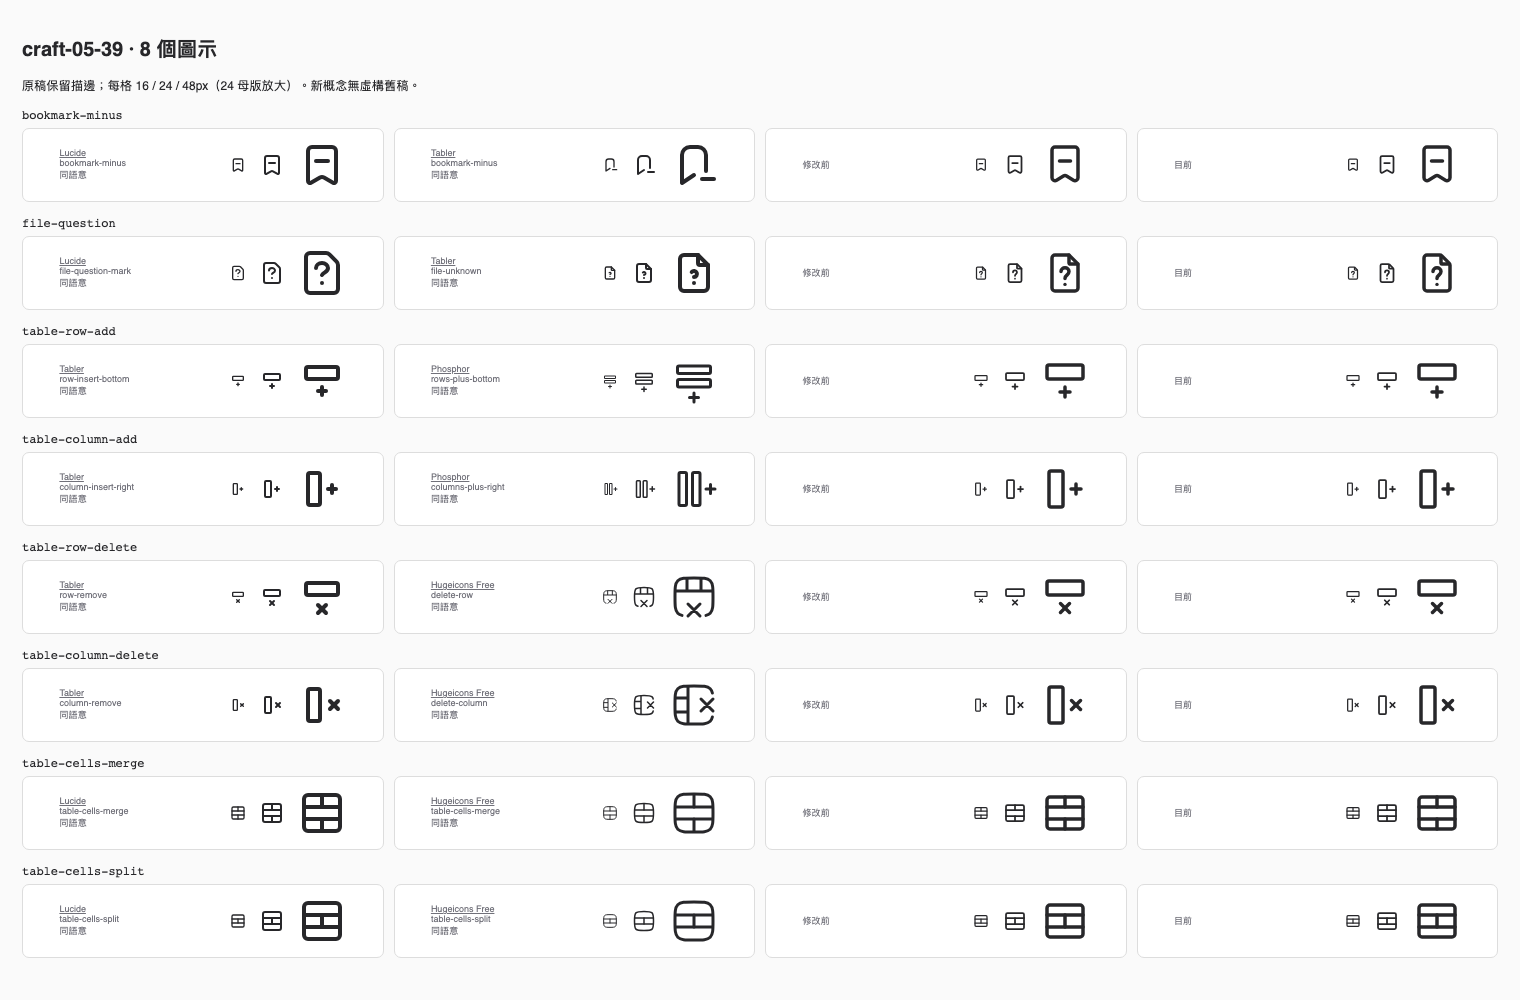 craft-05-39 · 8 個圖示
原稿保留描邊；每格 16 / 24 / 48px（24 母版放大）。新概念無虛構舊稿。
bookmark-minus
Lucide
bookmark-minus
同語意
Tabler
bookmark-minus
同語意
修改前
目前
file-question
Lucide
file-question-mark
同語意
Tabler
file-unknown
同語意
修改前
目前
table-row-add
Tabler
row-insert-bottom
同語意
Phosphor
rows-plus-bottom
同語意
修改前
目前
table-column-add
Tabler
column-insert-right
同語意
Phosphor
columns-plus-right
同語意
修改前
目前
table-row-delete
Tabler
row-remove
同語意
Hugeicons Free
delete-row
同語意
修改前
目前
table-column-delete
Tabler
column-remove
同語意
Hugeicons Free
delete-column
同語意
修改前
目前
table-cells-merge
Lucide
table-cells-merge
同語意
Hugeicons Free
table-cells-merge
同語意
修改前
目前
table-cells-split
Lucide
table-cells-split
同語意
Hugeicons Free
table-cells-split
同語意
修改前
目前